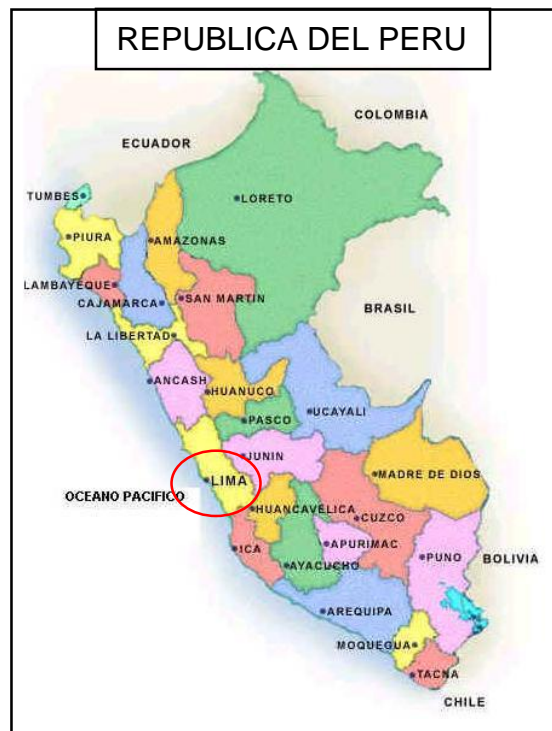 REPUBLICA DEL PERU
COLOMBIA
ECUADOR
TUMBES
LORETO
PIURA
AMAZONAS
LAMBAYEQUE
CAJAMARCA
SAN MARTIN
BRASIL
LA LIBERTAD
ANCASH
HUANUCO
UCAYALI
PASCO
JUNIN
MADRE DE DIOS
LIMA
OCEANO PACIFICO
HUANCAVELICA
CUZCO
ICA
APURIMAC
PUNO
BOLIVIA
AYACUCHO
AREQUIPA
MOQUEGUA
TACNA
CHILE